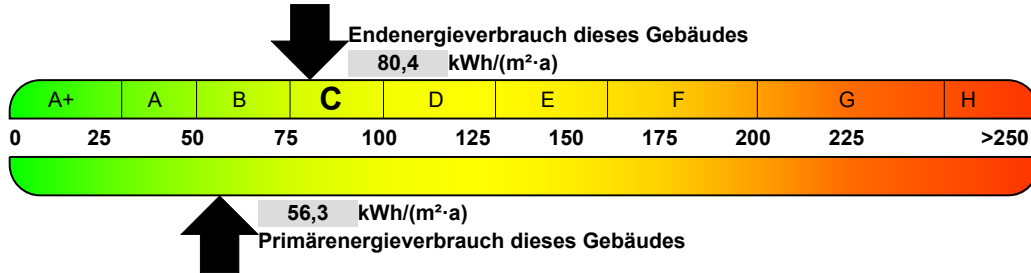 Endenergieverbrauch dieses Gebäudes
80,4 kWh/(m²·a)
A+ A B C D E F G H
0 25 50 75 100 125 150 175 200 225 >250
56,3 kWh/(m²·a)
Primärenergieverbrauch dieses Gebäudes